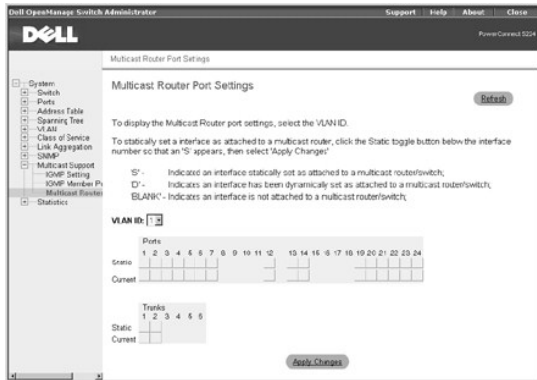 Dell OpenManage Switch Administrator Support Help About Close
DELL
PowerConnect 5224
Multicast Router Port Settings
System
Switch
Ports
Address Table
Spanning Tree
VLAN
Class of Service
Link Aggregation
SNMP
Multicast Support
IGMP Setting
IGMP Member P
Multicast Router
Statistics
Multicast Router Port Settings
Refresh
To display the Multicast Router port settings, select the VLAN ID.
To statically set a interface as attached to a multicast router, click the Static toggle button below the interface
number so that an 'S' appears, then select 'Apply Changes'
'S' - Indicated an interface statically set as attached to a multicast router/switch;
'D' - Indicates an interface has been dynamically set as attached to a multicast router/switch;
'BLANK' - Indicates an interface is not attached to a multicast router/switch;
VLAN ID: 1
Ports
1 2 3 4 5 6 7 8 9 10 11 12 13 14 15 16 17 18 19 20 21 22 23 24
Static
Current
Trunks
1 2 3 4 5 6
Static
Current
Apply Changes